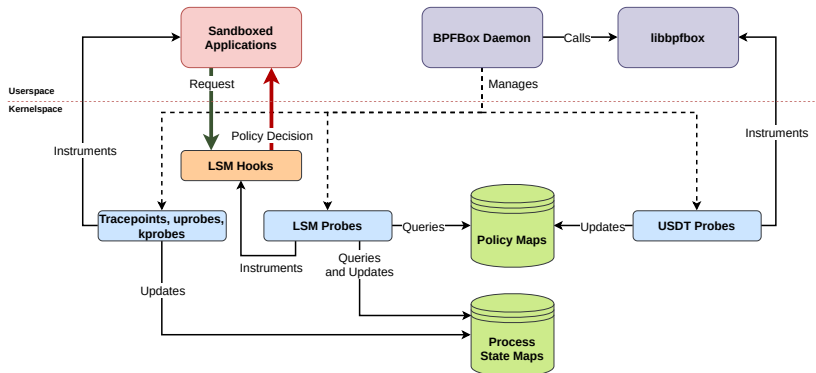 Sandboxed
Applications
BPFBox Daemon
Calls
libbpfbox
Request
Manages
Userspace
Kernelspace
Policy Decision
Instruments
Instruments
LSM Hooks
Tracepoints, uprobes,
kprobes
LSM Probes
Queries
Policy Maps
Updates
USDT Probes
Instruments
Queries
and Updates
Updates
Process
State Maps